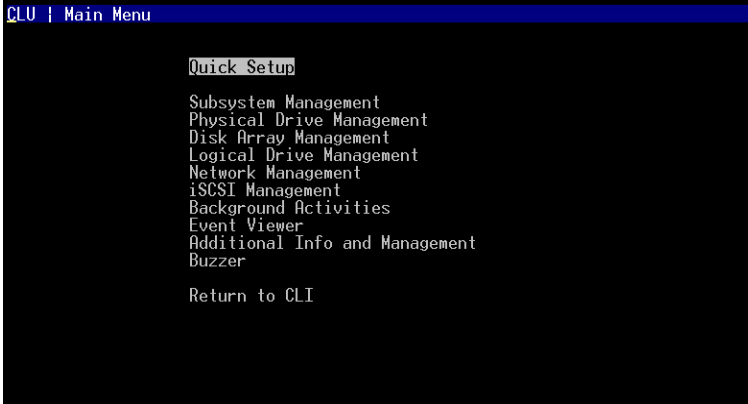 CLU | Main Menu
Quick Setup
Subsystem Management
Physical Drive Management
Disk Array Management
Logical Drive Management
Network Management
iSCSI Management
Background Activities
Event Viewer
Additional Info and Management
Buzzer
Return to CLI